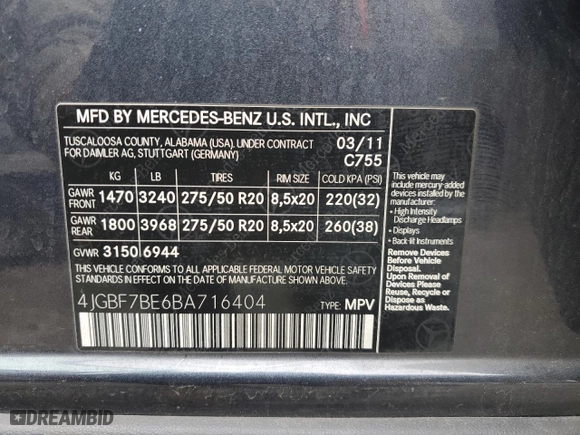 MFD BY MERCEDES-BENZ U.S. INTL., INC
TUSCALOOSA COUNTY, ALABAMA (USA). UNDER CONTRACT 03/11
FOR DAIMLER AG, STUTTGART (GERMANY) C755
KG LB TIRES RIM SIZE COLD KPA (PSI)
GAWR FRONT 1470 3240 275/50 R20 8,5x20 220(32)
GAWR REAR 1800 3968 275/50 R20 8,5x20 260(38)
GVWR 3150 6944
THIS VEHICLE CONFORMS TO ALL APPLICABLE FEDERAL MOTOR VEHICLE SAFETY
STANDARDS IN EFFECT ON THE DATE OF MANUFACTURE SHOWN ABOVE.
4JGBF7BE6BA716404 TYPE: MPV
This vehicle may
include mercury-added
devices installed by
the manufacturer:
• High Intensity
Discharge Headlamps
• Displays
• Back-lit Instruments
Remove Devices
Before Vehicle Disposal.
Upon Removal of
Devices Please Reuse,
Recycle or Dispose as
Hazardous Waste.
DREAMBID